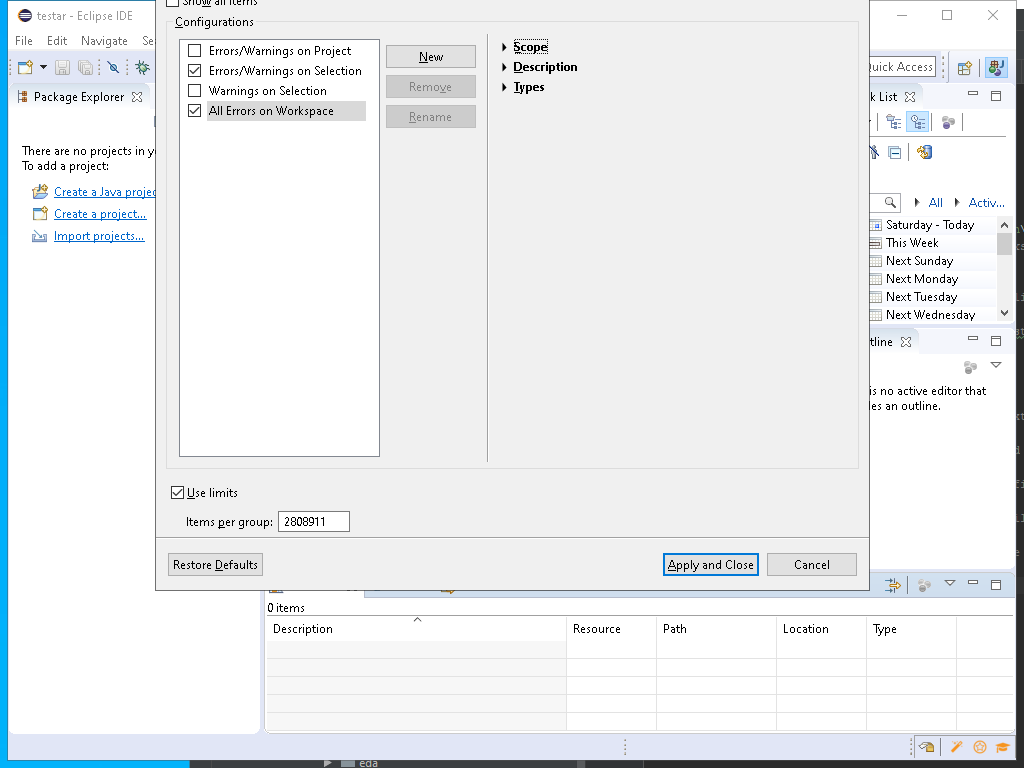 testar - Eclipse IDE
File Edit Navigate Se
Package Explorer
There are no projects in y
To add a project:
Create a Java projec
Create a project...
Import projects...
Show all items
Configurations
Errors/Warnings on Project
Errors/Warnings on Selection
Warnings on Selection
All Errors on Workspace
New
Remove
Rename
Scope
Description
Types
Use limits
Items per group: 2808911
Restore Defaults
Apply and Close
Cancel
uick Access
k List
All Activ...
Saturday - Today
This Week
Next Sunday
Next Monday
Next Tuesday
Next Wednesday
tline
is no active editor that
les an outline.
0 items
Description Resource Path Location Type
eda